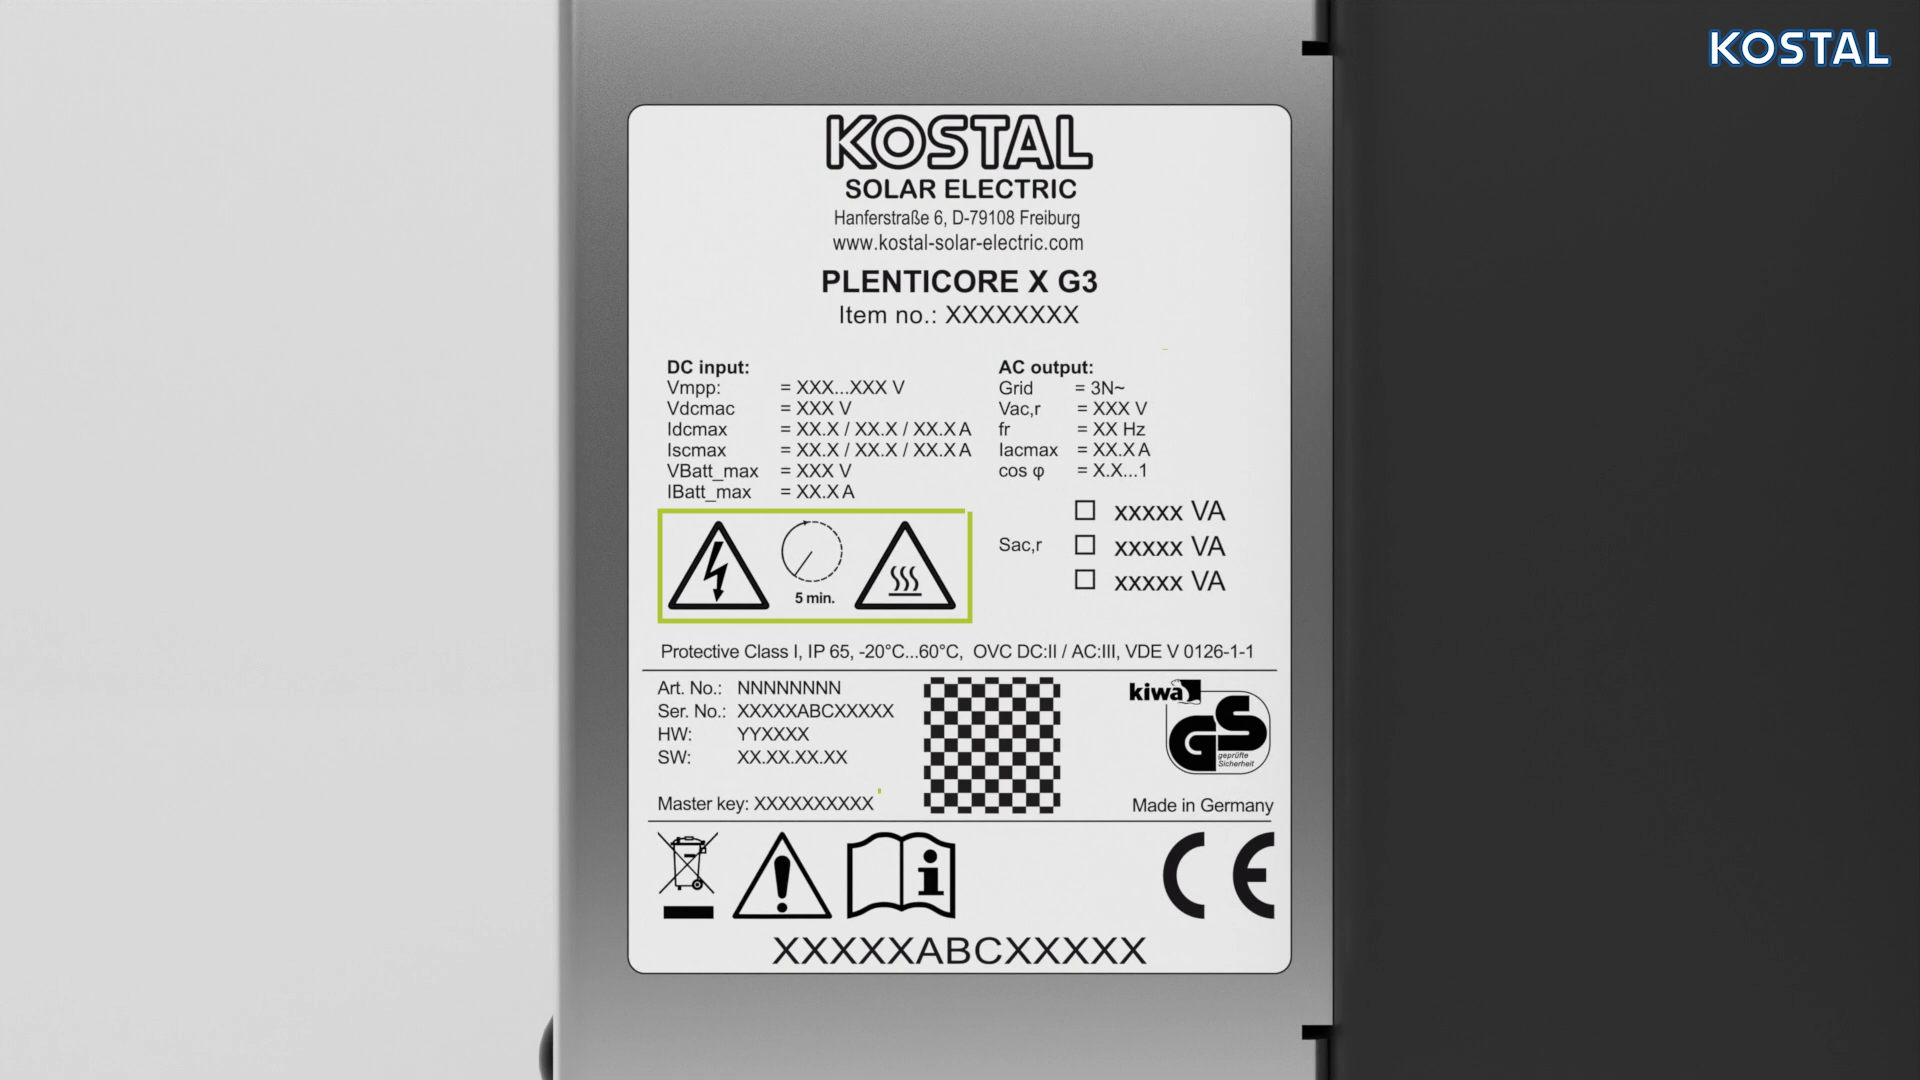 KOSTAL
KOSTAL
SOLAR ELECTRIC
Hanferstraße 6, D-79108 Freiburg
www.kostal-solar-electric.com
PLENTICORE X G3
Item no.: XXXXXXXX
DC input:
Vmpp: = XXX...XXX V
Vdcmac = XXX V
Idcmax = XX.X / XX.X / XX.X A
Iscmax = XX.X / XX.X / XX.X A
VBatt_max = XXX V
IBatt_max = XX.X A
AC output:
Grid = 3N~
Vac,r = XXX V
fr = XX Hz
Iacmax = XX.X A
cos φ = X.X...1
xxxxx VA
Sac,r xxxxx VA
xxxxx VA
5 min.
Protective Class I, IP 65, -20°C...60°C, OVC DC:II / AC:III, VDE V 0126-1-1
Art. No.: NNNNNNNN
Ser. No.: XXXXXABCXXXXX
HW: YYXXXX
SW: XX.XX.XX.XX
Master key: XXXXXXXXXX
kiwa
GS
geprüfte
Sicherheit
Made in Germany
CE
XXXXXABCXXXXX